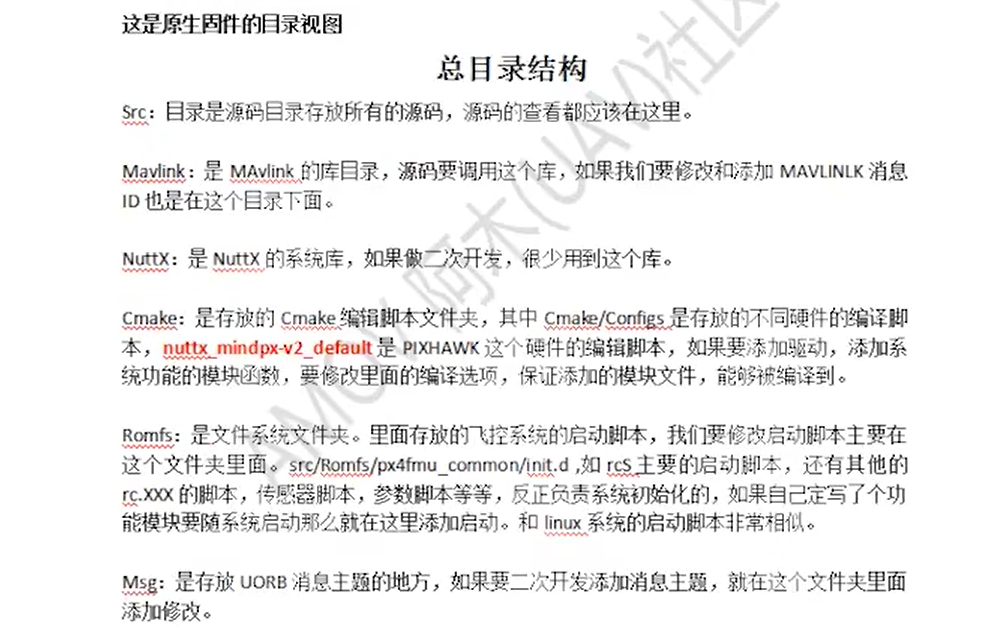 这是原生固件的目录视图
总目录结构
Src：目录是源码目录存放所有的源码，源码的查看都应该在这里。
Mavlink：是 MAvlink 的库目录，源码要调用这个库，如果我们要修改和添加 MAVLINLK 消息
ID 也是在这个目录下面。
NuttX：是 NuttX 的系统库，如果做二次开发，很少用到这个库。
Cmake：是存放的 Cmake 编辑脚本文件夹，其中 Cmake/Configs 是存放的不同硬件的编译脚
本，nuttx_mindpx-v2_default 是 PIXHAWK 这个硬件的编辑脚本，如果要添加驱动，添加系
统功能的模块函数，要修改里面的编译选项，保证添加的模块文件，能够被编译到。
Romfs：是文件系统文件夹。里面存放的飞控系统的启动脚本，我们要修改启动脚本主要在
这个文件夹里面。src/Romfs/px4fmu_common/init.d ,如 rcS 主要的启动脚本，还有其他的
rc.XXX 的脚本，传感器脚本，参数脚本等等，反正负责系统初始化的，如果自己定写了个功
能模块要随系统启动那么就在这里添加启动。和 linux 系统的启动脚本非常相似。
Msg：是存放 UORB 消息主题的地方，如果要二次开发添加消息主题，就在这个文件夹里面
添加修改。
AMOV 阿木(UAV)社区